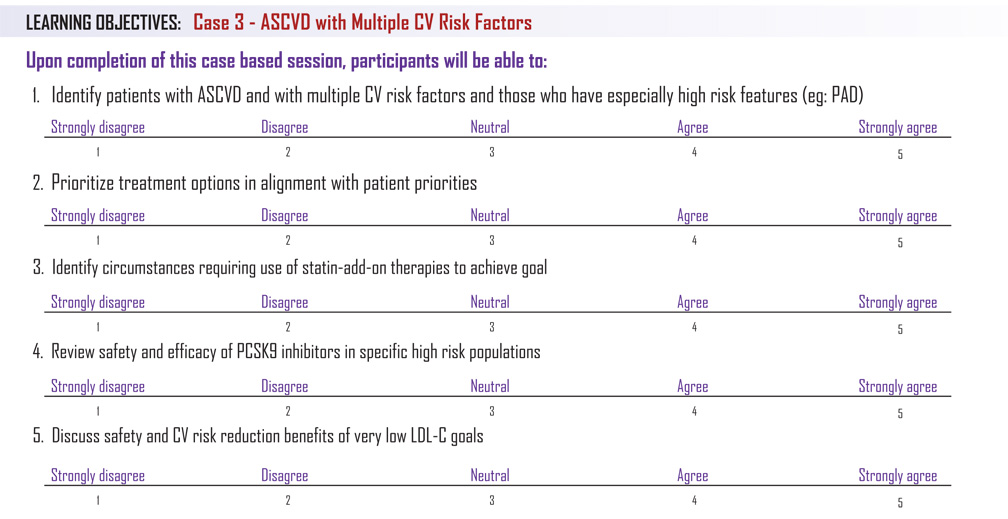 LEARNING OBJECTIVES: Case 3 - ASCVD with Multiple CV Risk Factors
Upon completion of this case based session, participants will be able to:
1. Identify patients with ASCVD and with multiple CV risk factors and those who have especially high risk features (eg: PAD)
Strongly disagree Disagree Neutral Agree Strongly agree
1 2 3 4 5
2. Prioritize treatment options in alignment with patient priorities
Strongly disagree Disagree Neutral Agree Strongly agree
1 2 3 4 5
3. Identify circumstances requiring use of statin-add-on therapies to achieve goal
Strongly disagree Disagree Neutral Agree Strongly agree
1 2 3 4 5
4. Review safety and efficacy of PCSK9 inhibitors in specific high risk populations
Strongly disagree Disagree Neutral Agree Strongly agree
1 2 3 4 5
5. Discuss safety and CV risk reduction benefits of very low LDL-C goals
Strongly disagree Disagree Neutral Agree Strongly agree
1 2 3 4 5